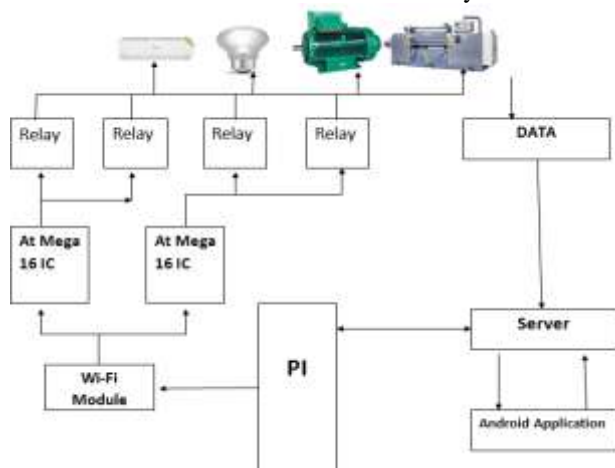 Relay
Relay
Relay
Relay
DATA
At Mega
16 IC
At Mega
16 IC
Server
PI
Wi-Fi
Module
Android Application